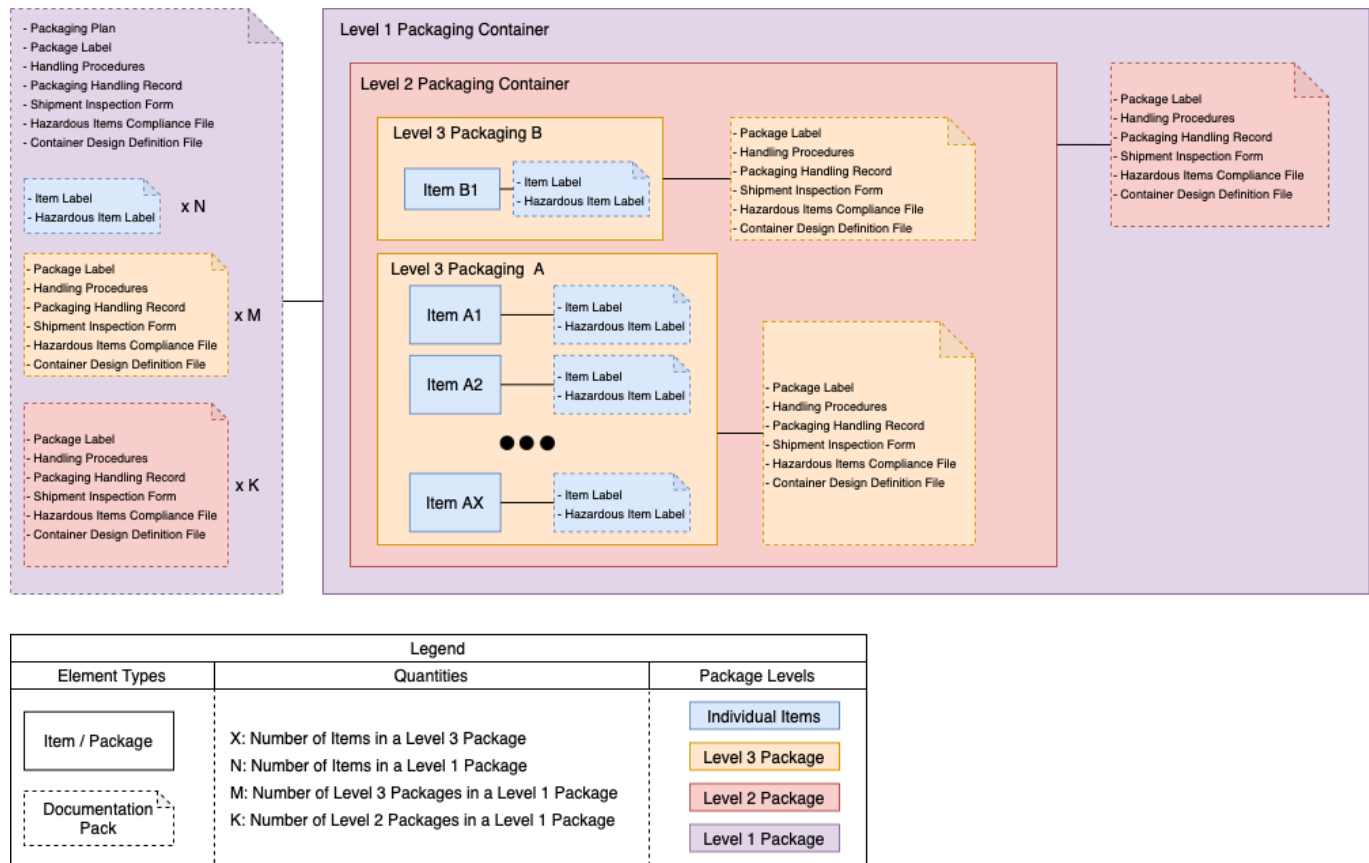 - Packaging Plan
- Package Label
- Handling Procedures
- Packaging Handling Record
- Shipment Inspection Form
- Hazardous Items Compliance File
- Container Design Definition File
- Item Label
- Hazardous Item Label
x N
- Package Label
- Handling Procedures
- Packaging Handling Record
- Shipment Inspection Form
- Hazardous Items Compliance File
- Container Design Definition File
x M
- Package Label
- Handling Procedures
- Packaging Handling Record
- Shipment Inspection Form
- Hazardous Items Compliance File
- Container Design Definition File
x K
Level 1 Packaging Container
Level 2 Packaging Container
Level 3 Packaging B
Item B1
- Item Label
- Hazardous Item Label
- Package Label
- Handling Procedures
- Packaging Handling Record
- Shipment Inspection Form
- Hazardous Items Compliance File
- Container Design Definition File
Level 3 Packaging A
Item A1
- Item Label
- Hazardous Item Label
Item A2
- Item Label
- Hazardous Item Label
Item AX
- Item Label
- Hazardous Item Label
- Package Label
- Handling Procedures
- Packaging Handling Record
- Shipment Inspection Form
- Hazardous Items Compliance File
- Container Design Definition File
- Package Label
- Handling Procedures
- Packaging Handling Record
- Shipment Inspection Form
- Hazardous Items Compliance File
- Container Design Definition File
Legend
Element Types
Quantities
Package Levels
Item / Package
Documentation
Pack
X: Number of Items in a Level 3 Package
N: Number of Items in a Level 1 Package
M: Number of Level 3 Packages in a Level 1 Package
K: Number of Level 2 Packages in a Level 1 Package
Individual Items
Level 3 Package
Level 2 Package
Level 1 Package